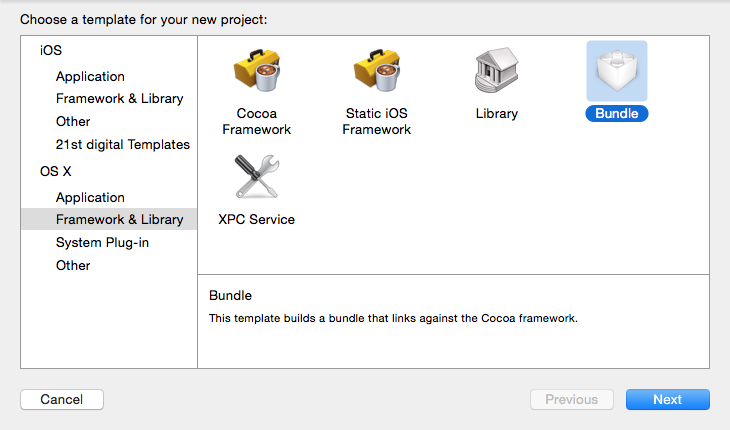 Choose a template for your new project:
iOS
Application
Framework & Library
Other
21st digital Templates
OS X
Application
Framework & Library
System Plug-in
Other
Cocoa
Framework
Static iOS
Framework
Library
Bundle
XPC Service
Bundle
This template builds a bundle that links against the Cocoa framework.
Cancel
Previous
Next